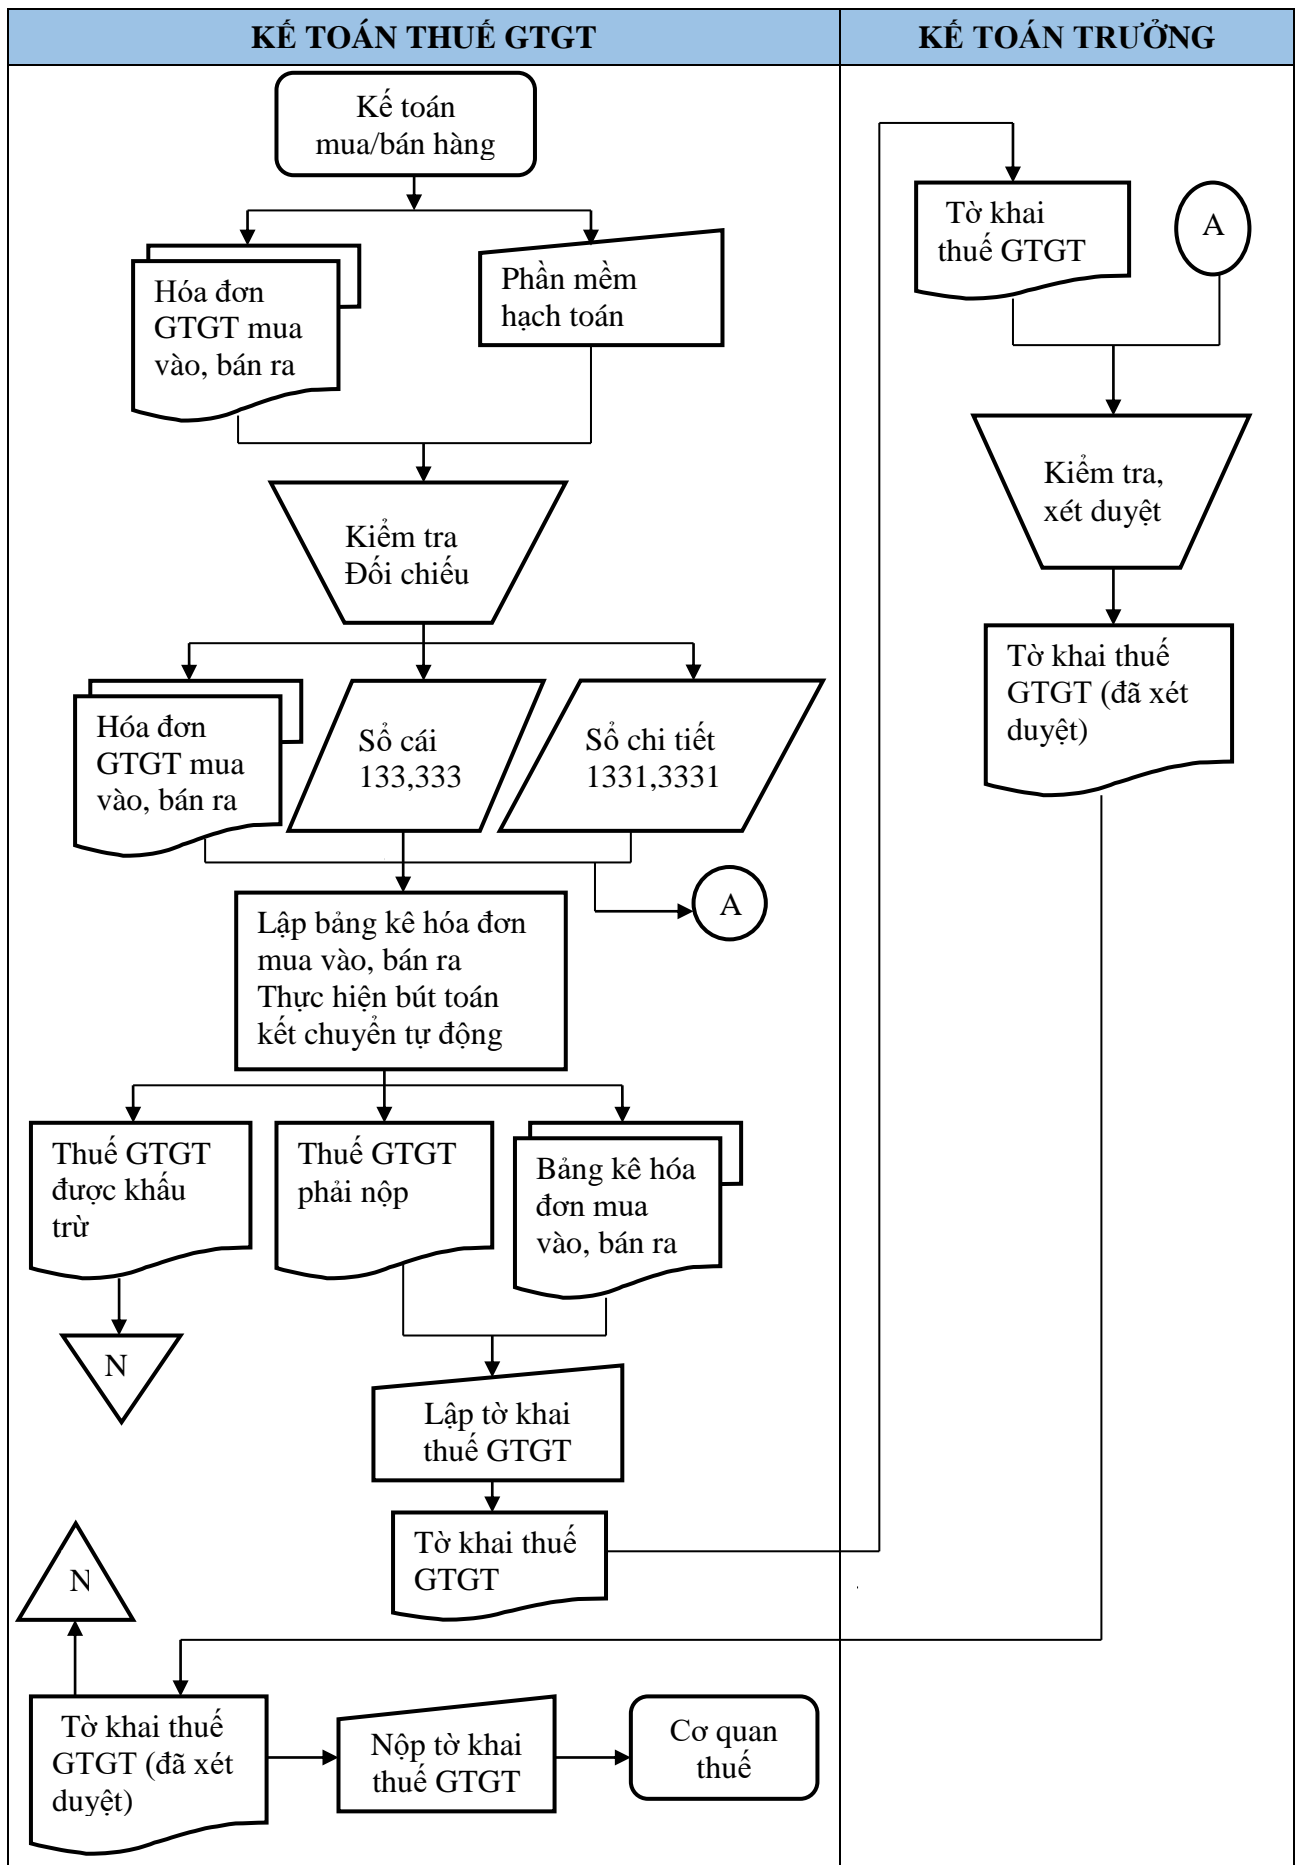 KẾ TOÁN THUẾ GTGT
KẾ TOÁN TRƯỞNG
Kế toán
mua/bán hàng
Hóa đơn
GTGT mua
vào, bán ra
Phần mềm
hạch toán
Kiểm tra
Đối chiếu
Hóa đơn
GTGT mua
vào, bán ra
Sổ cái
133,333
Sổ chi tiết
1331,3331
A
Lập bảng kê hóa đơn
mua vào, bán ra
Thực hiện bút toán
kết chuyển tự động
Thuế GTGT
được khấu
trừ
Thuế GTGT
phải nộp
Bảng kê hóa
đơn mua
vào, bán ra
N
Lập tờ khai
thuế GTGT
Tờ khai thuế
GTGT
Tờ khai
thuế GTGT
A
Kiểm tra,
xét duyệt
Tờ khai thuế
GTGT (đã xét
duyệt)
N
Tờ khai thuế
GTGT (đã xét
duyệt)
Nộp tờ khai
thuế GTGT
Cơ quan
thuế